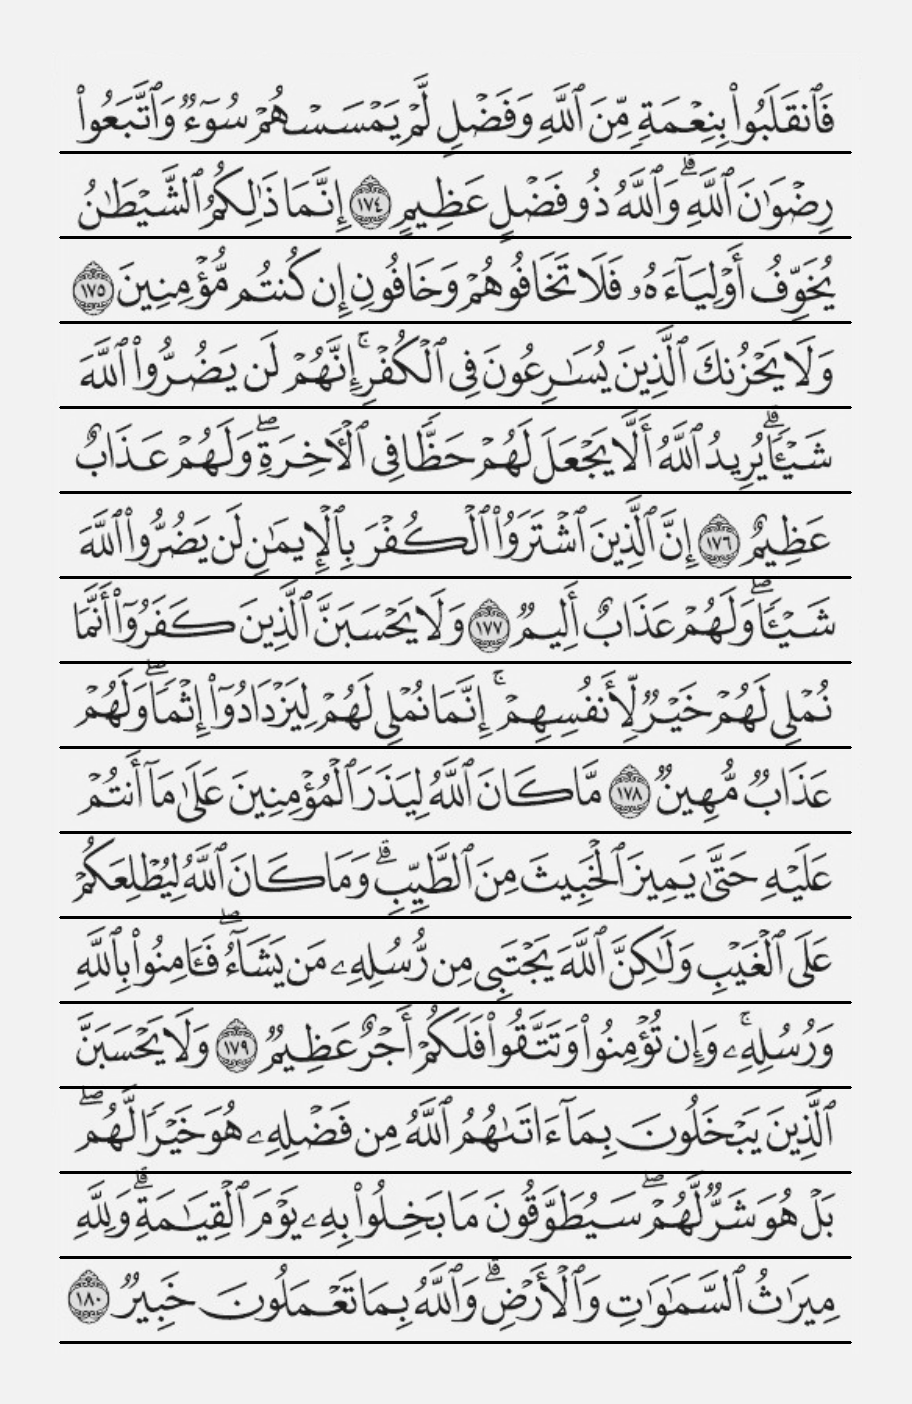 فَٱنقَلَبُوا۟ بِنِعْمَةٍ مِّنَ ٱللَّهِ وَفَضْلٍ لَّمْ يَمْسَسْهُمْ سُوٓءٌ وَٱتَّبَعُوا۟
رِضْوَٰنَ ٱللَّهِ ۗ وَٱللَّهُ ذُو فَضْلٍ عَظِيمٍ ١٧٤ إِنَّمَا ذَٰلِكُمُ ٱلشَّيْطَٰنُ
يُخَوِّفُ أَوْلِيَآءَهُۥ فَلَا تَخَافُوهُمْ وَخَافُونِ إِن كُنتُم مُّؤْمِنِينَ ١٧٥
وَلَا يَحْزُنكَ ٱلَّذِينَ يُسَٰرِعُونَ فِى ٱلْكُفْرِ ۚ إِنَّهُمْ لَن يَضُرُّوا۟ ٱللَّهَ
شَيْـًٔا ۗ يُرِيدُ ٱللَّهُ أَلَّا يَجْعَلَ لَهُمْ حَظًّا فِى ٱلْءَاخِرَةِ ۖ وَلَهُمْ عَذَابٌ
عَظِيمٌ ١٧٦ إِنَّ ٱلَّذِينَ ٱشْتَرَوُا۟ ٱلْكُفْرَ بِٱلْإِيمَٰنِ لَن يَضُرُّوا۟ ٱللَّهَ
شَيْـًٔا ۖ وَلَهُمْ عَذَابٌ أَلِيمٌ ١٧٧ وَلَا يَحْسَبَنَّ ٱلَّذِينَ كَفَرُوٓا۟ أَنَّمَا
نُمْلِى لَهُمْ خَيْرٌ لِّأَنفُسِهِمْ ۚ إِنَّمَا نُمْلِى لَهُمْ لِيَزْدَادُوٓا۟ إِثْمًا ۖ وَلَهُمْ
عَذَابٌ مُّهِينٌ ١٧٨ مَّا كَانَ ٱللَّهُ لِيَذَرَ ٱلْمُؤْمِنِينَ عَلَىٰ مَآ أَنتُمْ
عَلَيْهِ حَتَّىٰ يَمِيزَ ٱلْخَبِيثَ مِنَ ٱلطَّيِّبِ ۗ وَمَا كَانَ ٱللَّهُ لِيُطْلِعَكُمْ
عَلَى ٱلْغَيْبِ وَلَٰكِنَّ ٱللَّهَ يَجْتَبِى مِن رُّسُلِهِۦ مَن يَشَآءُ ۖ فَـَٔامِنُوا۟ بِٱللَّهِ
وَرُسُلِهِۦ ۚ وَإِن تُؤْمِنُوا۟ وَتَتَّقُوا۟ فَلَكُمْ أَجْرٌ عَظِيمٌ ١٧٩ وَلَا يَحْسَبَنَّ
ٱلَّذِينَ يَبْخَلُونَ بِمَآ ءَاتَىٰهُمُ ٱللَّهُ مِن فَضْلِهِۦ هُوَ خَيْرًا لَّهُم ۖ
بَلْ هُوَ شَرٌّ لَّهُمْ ۖ سَيُطَوَّقُونَ مَا بَخِلُوا۟ بِهِۦ يَوْمَ ٱلْقِيَٰمَةِ ۗ وَلِلَّهِ
مِيرَٰثُ ٱلسَّمَٰوَٰتِ وَٱلْأَرْضِ ۗ وَٱللَّهُ بِمَا تَعْمَلُونَ خَبِيرٌ ١٨٠